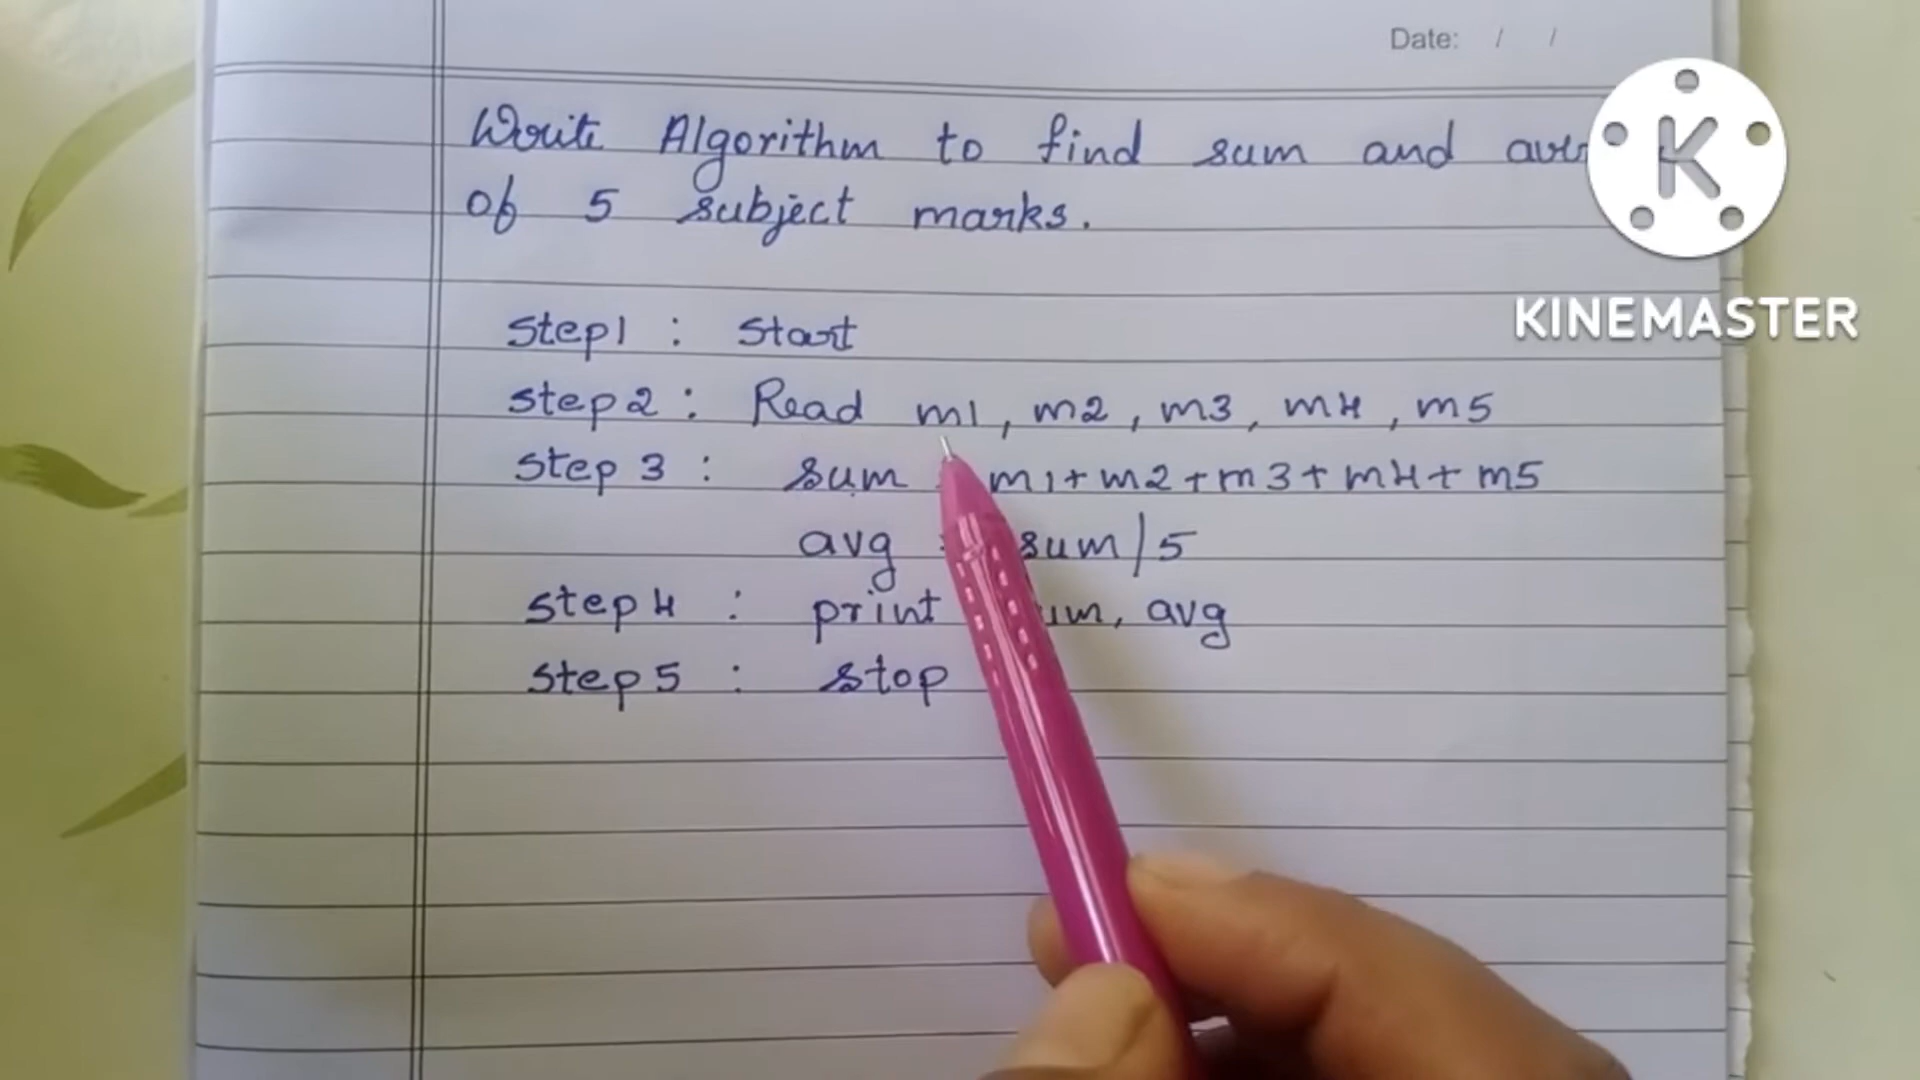 Date: / /
Write Algorithm to find sum and
of 5 subject marks.
KINEMASTER
Step1 : Start
Step2 : Read m1, m2, m3, m4, m5
Step 3 : sum m1+m2+m3+m4+m5
avg = sum/5
Step4 : print sum, avg
Step5 : stop